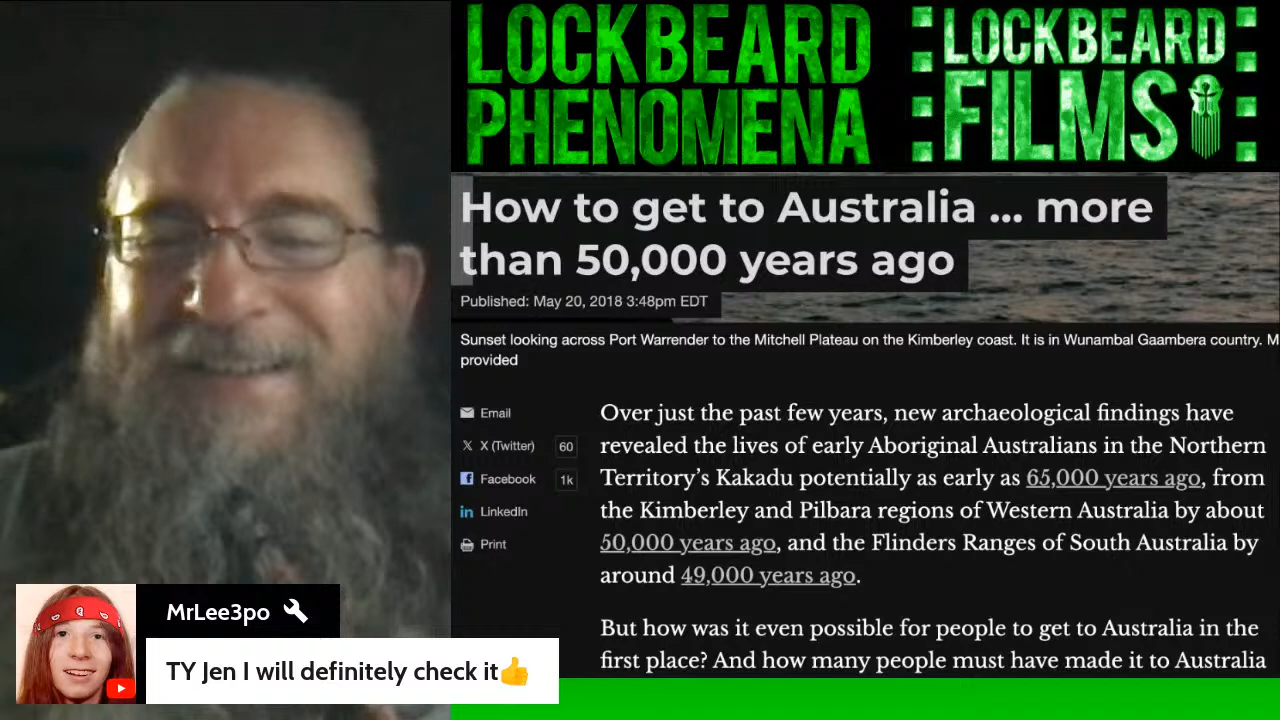 LOCKBEARD
PHENOMENA
LOCKBEARD
FILMS
How to get to Australia ... more
than 50,000 years ago
Published: May 20, 2018 3:48pm EDT
Sunset looking across Port Warrender to the Mitchell Plateau on the Kimberley coast. It is in Wunambal Gaambera country. M
provided
Email
X (Twitter) 60
Facebook 1k
LinkedIn
Print
Over just the past few years, new archaeological findings have
revealed the lives of early Aboriginal Australians in the Northern
Territory’s Kakadu potentially as early as 65,000 years ago, from
the Kimberley and Pilbara regions of Western Australia by about
50,000 years ago, and the Flinders Ranges of South Australia by
around 49,000 years ago.
But how was it even possible for people to get to Australia in the
first place? And how many people must have made it to Australia
MrLee3po
TY Jen I will definitely check it👍